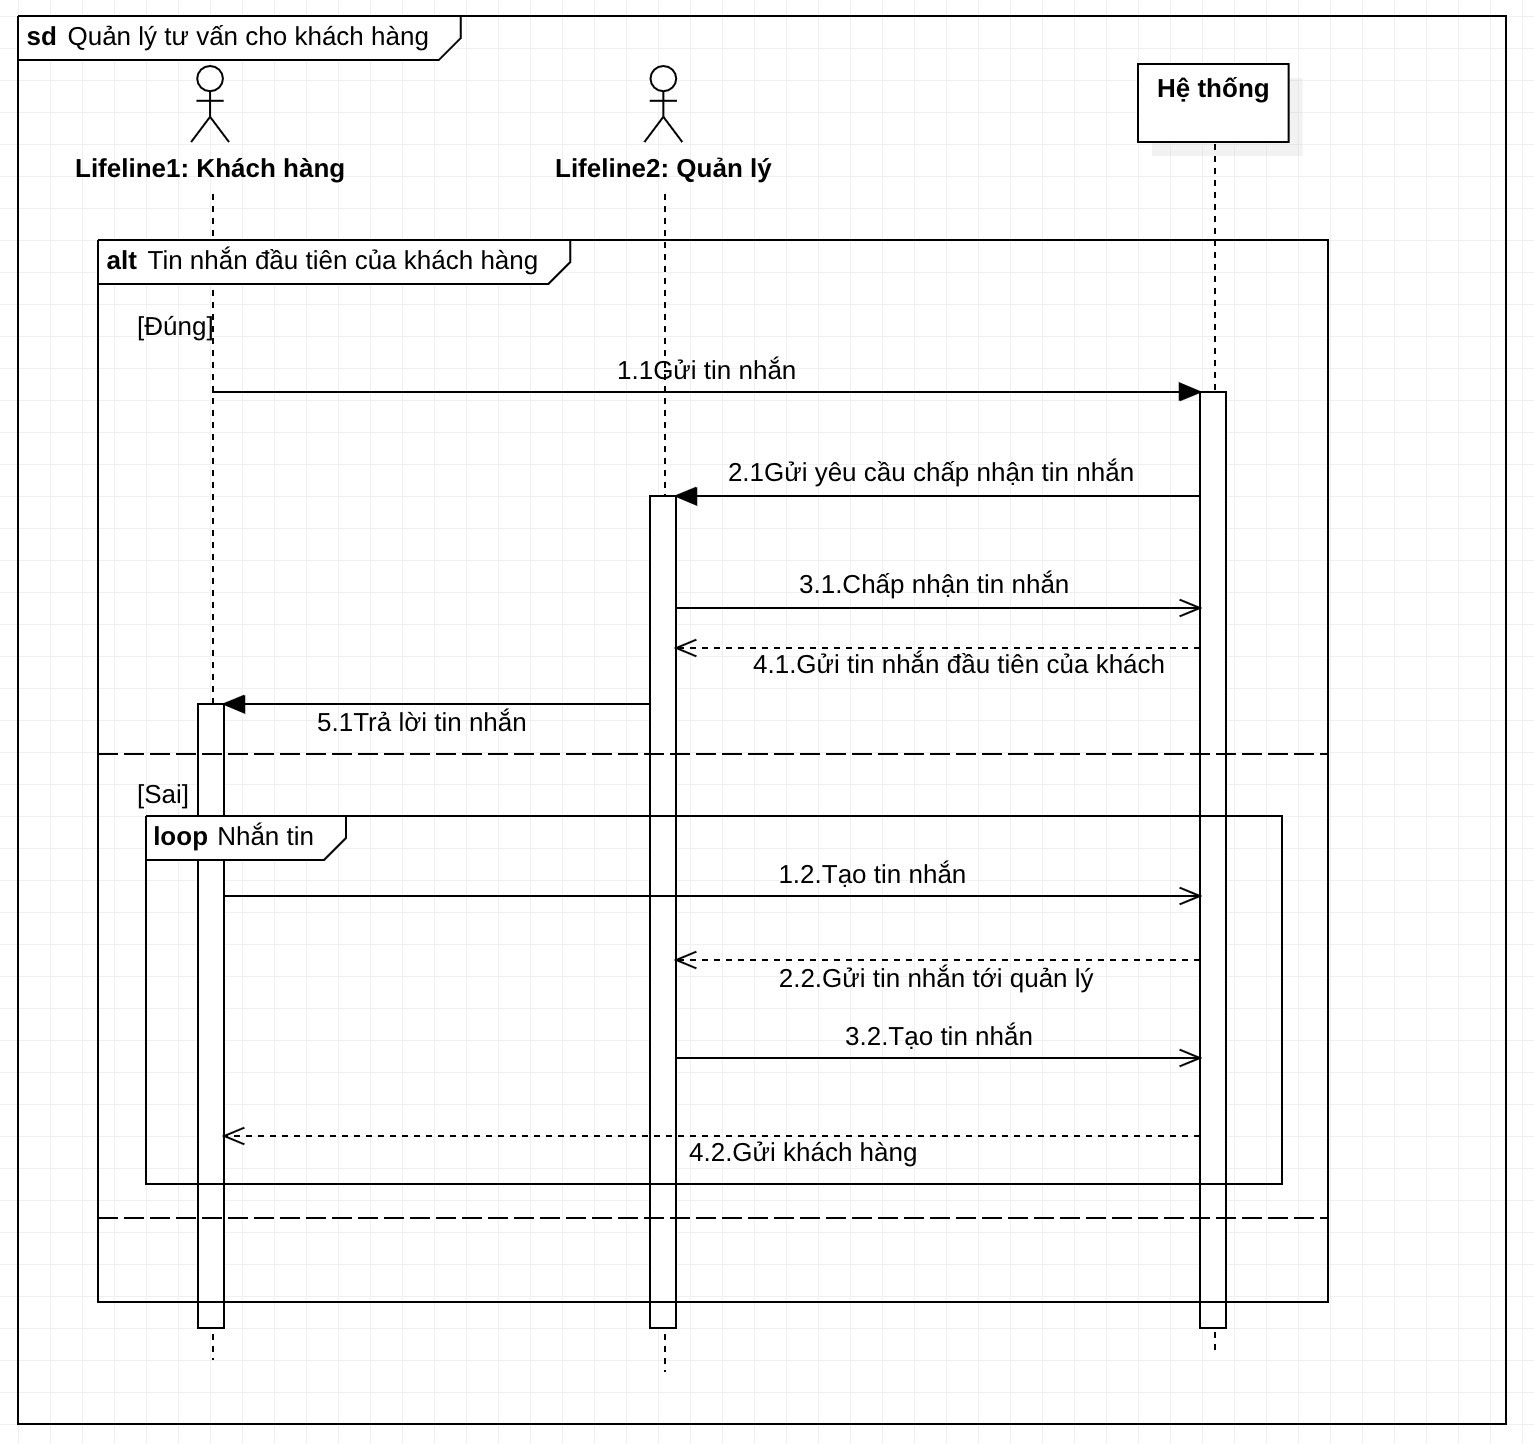 sd Quản lý tư vấn cho khách hàng
Hệ thống
Lifeline1: Khách hàng
Lifeline2: Quản lý
alt Tin nhắn đầu tiên của khách hàng
[Đúng]
1.1Gửi tin nhắn
2.1Gửi yêu cầu chấp nhận tin nhắn
3.1.Chấp nhận tin nhắn
4.1.Gửi tin nhắn đầu tiên của khách
5.1Trả lời tin nhắn
[Sai]
loop Nhắn tin
1.2.Tạo tin nhắn
2.2.Gửi tin nhắn tới quản lý
3.2.Tạo tin nhắn
4.2.Gửi khách hàng